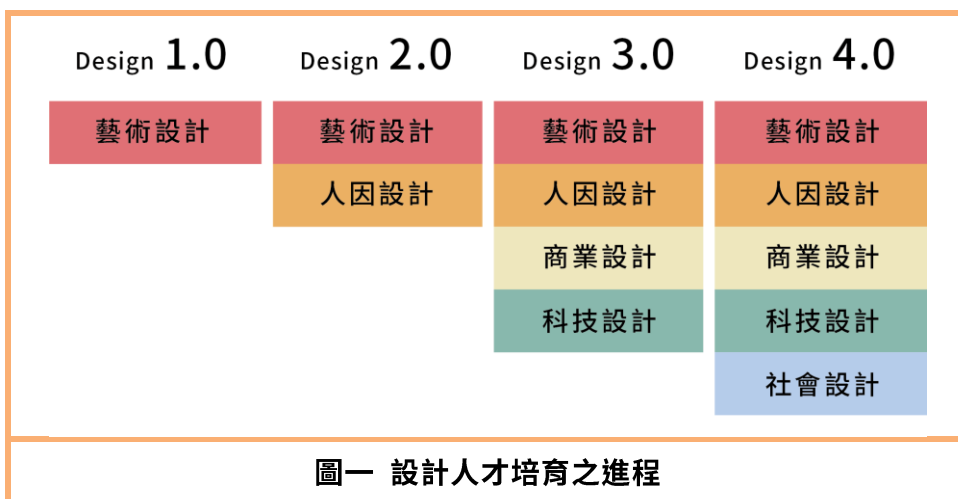 Design 1.0 Design 2.0 Design 3.0 Design 4.0
藝術設計 藝術設計 藝術設計 藝術設計
人因設計 人因設計 人因設計
商業設計 商業設計
科技設計 科技設計
社會設計
圖一 設計人才培育之進程